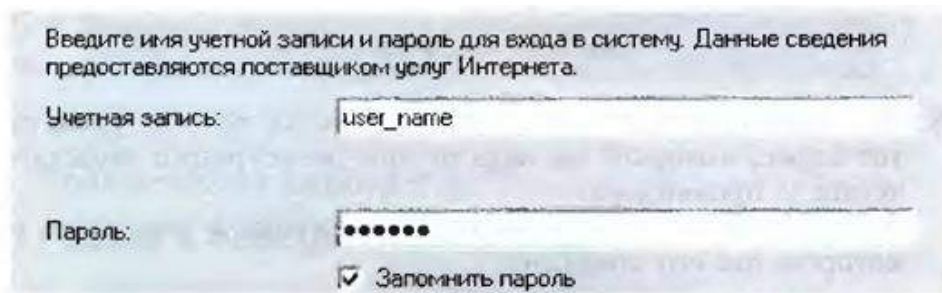 Введите имя учетной записи и пароль для входа в систему. Данные сведения
предоставляются поставщиком услуг Интернета.
Учетная запись:
user_name
Пароль:
●●●●●●
Запомнить пароль